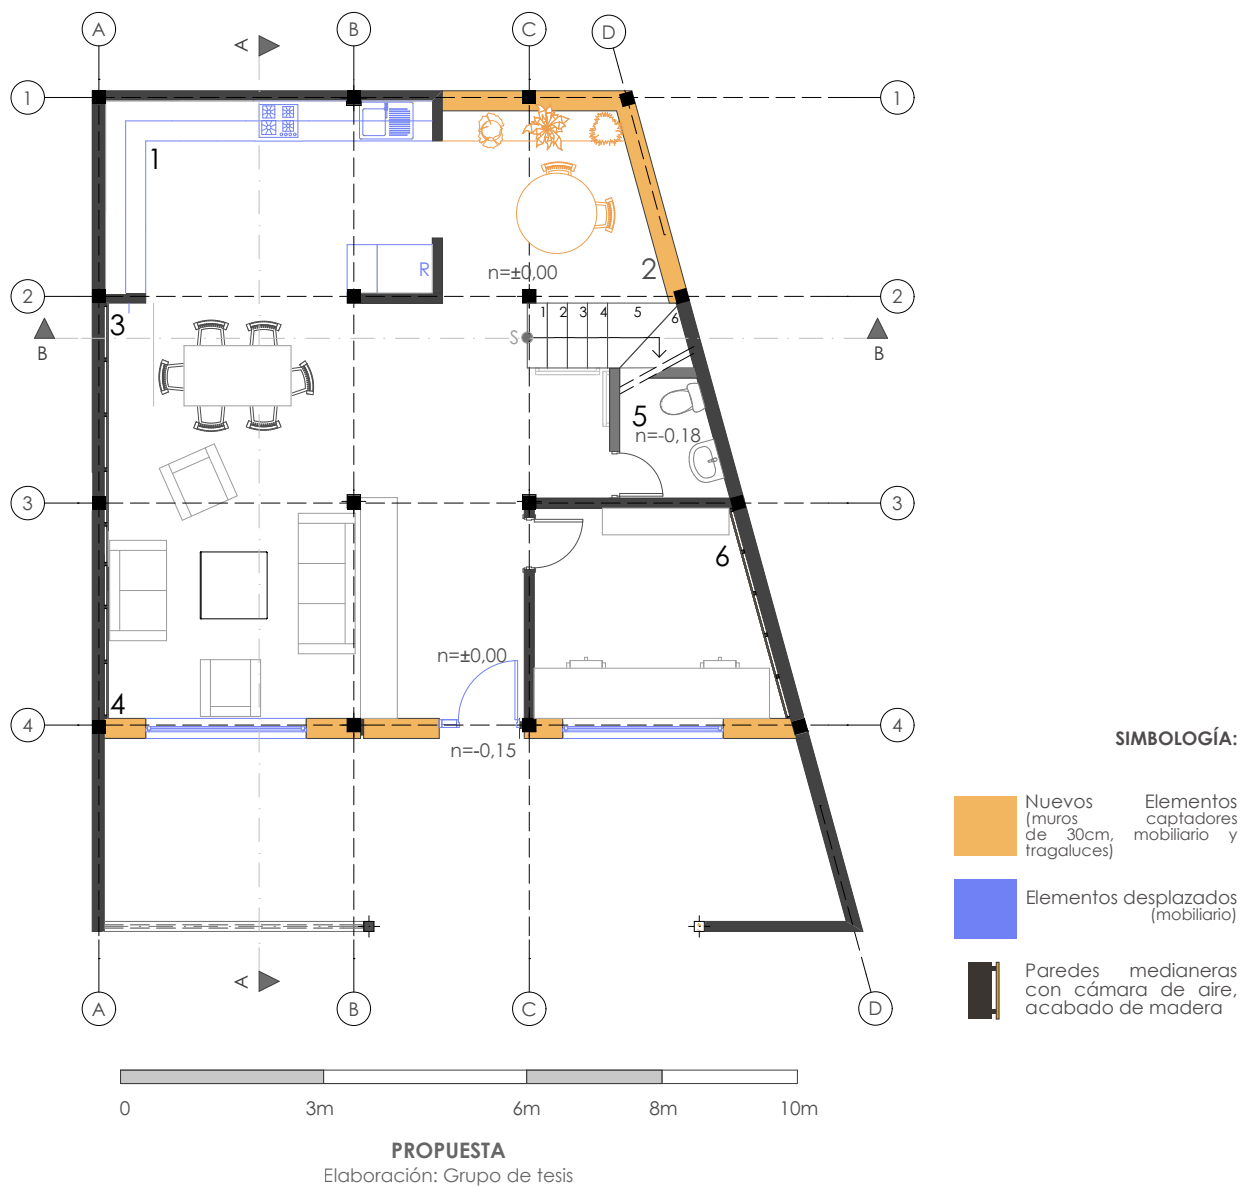 A B C D
A
1 1
1
R
2
n=±0,00
2 2
3
1 2 3 4 5 6
S
B B
5
n=-0,18
3 3
6
n=±0,00
4
4 4
n=-0,15
A
A B C D
SIMBOLOGÍA:
Nuevos Elementos
(muros captadores
de 30cm, mobiliario y
tragaluces)
Elementos desplazados
(mobiliario)
Paredes medianeras
con cámara de aire,
acabado de madera
0 3m 6m 8m 10m
PROPUESTA
Elaboración: Grupo de tesis